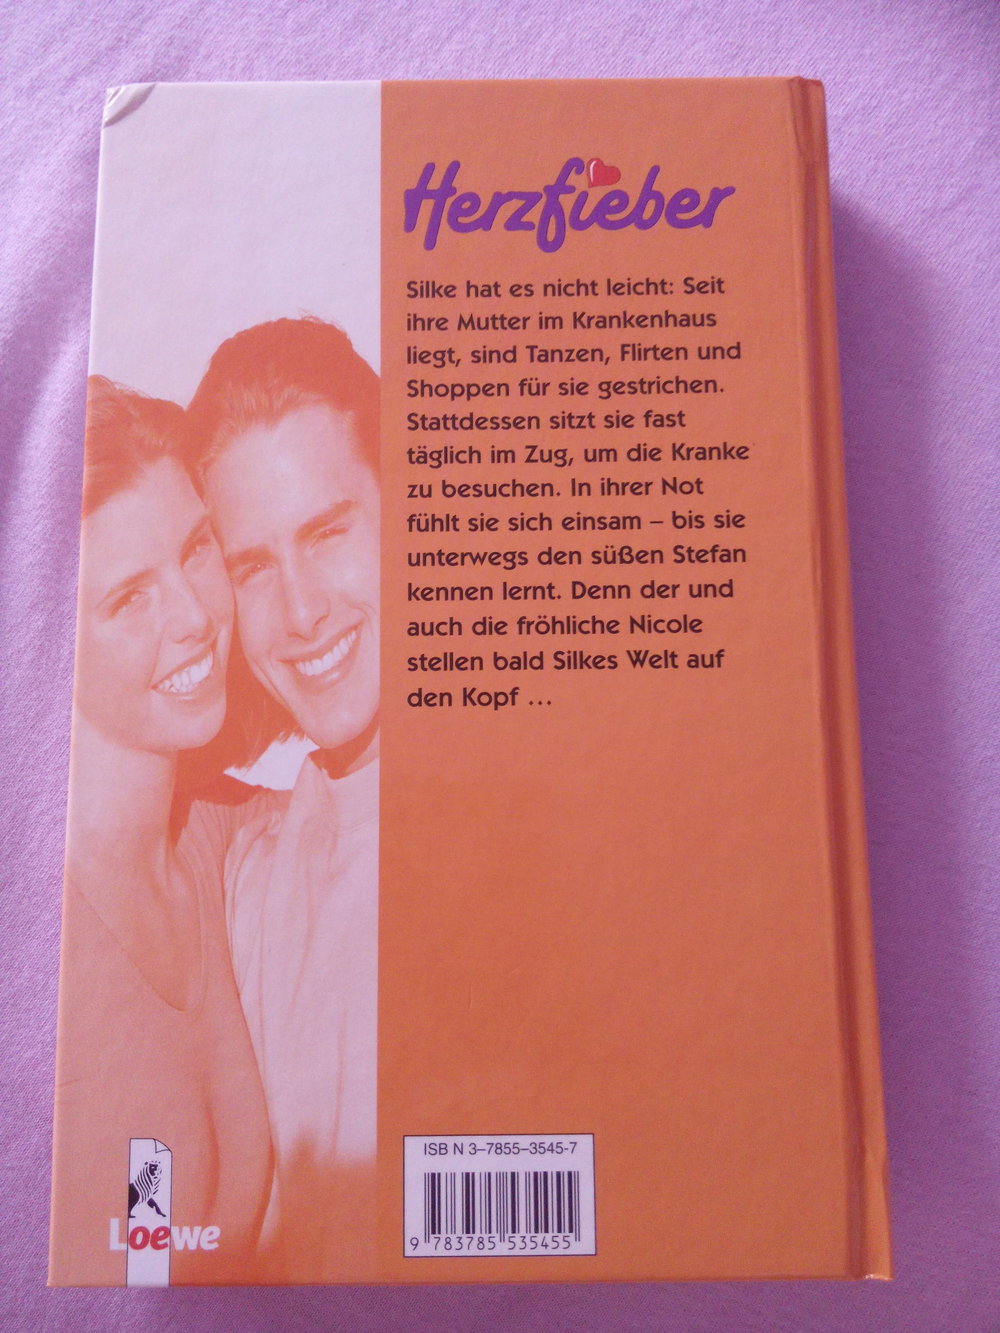 Herzfieber
Silke hat es nicht leicht: Seit
ihre Mutter im Krankenhaus
liegt, sind Tanzen, Flirten und
Shoppen für sie gestrichen.
Stattdessen sitzt sie fast
täglich im Zug, um die Kranke
zu besuchen. In ihrer Not
fühlt sie sich einsam – bis sie
unterwegs den süßen Stefan
kennen lernt. Denn der und
auch die fröhliche Nicole
stellen bald Silkes Welt auf
den Kopf ...
ISB N 3–7855–3545-7
9 783785 535455
Loewe